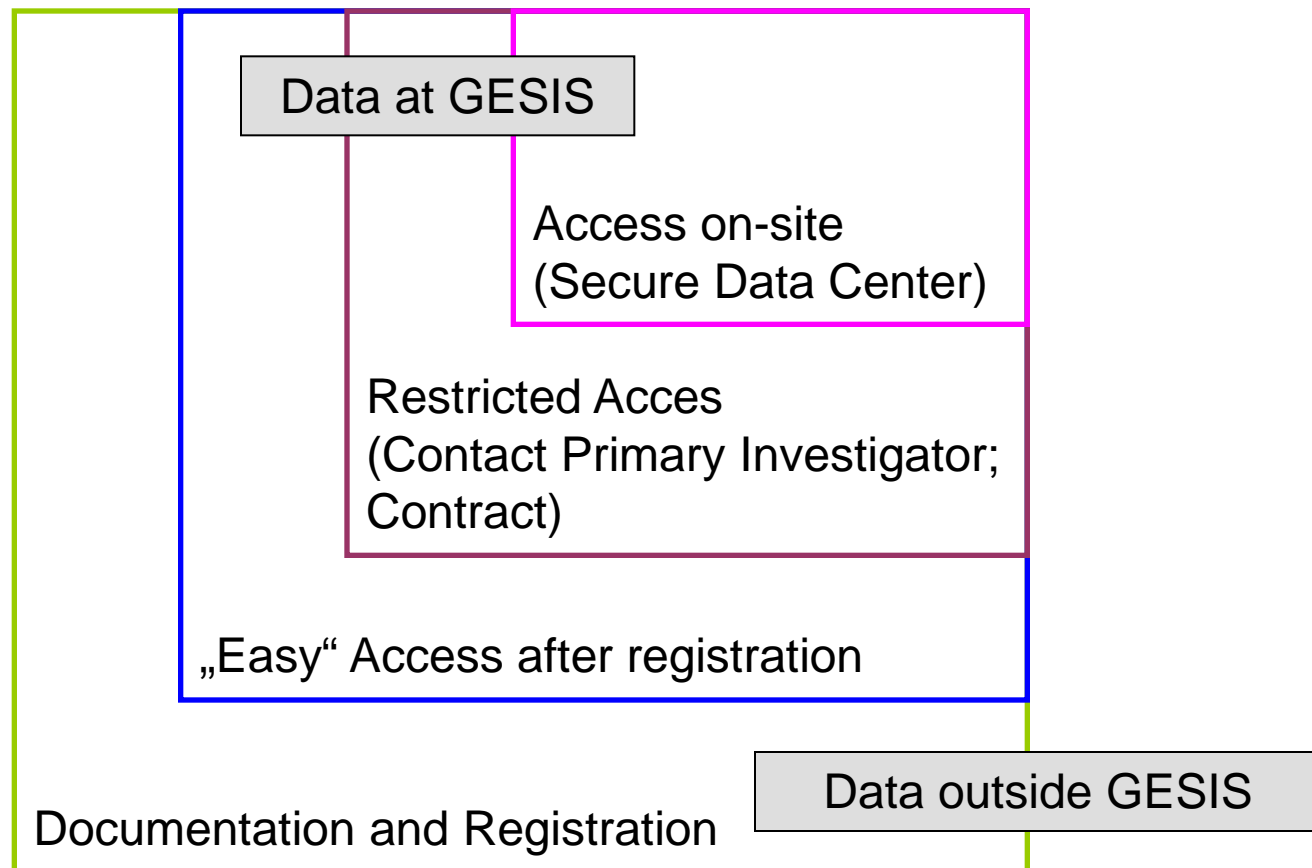 Data at GESIS
Access on-site
(Secure Data Center)
Restricted Acces
(Contact Primary Investigator;
Contract)
„Easy“ Access after registration
Data outside GESIS
Documentation and Registration